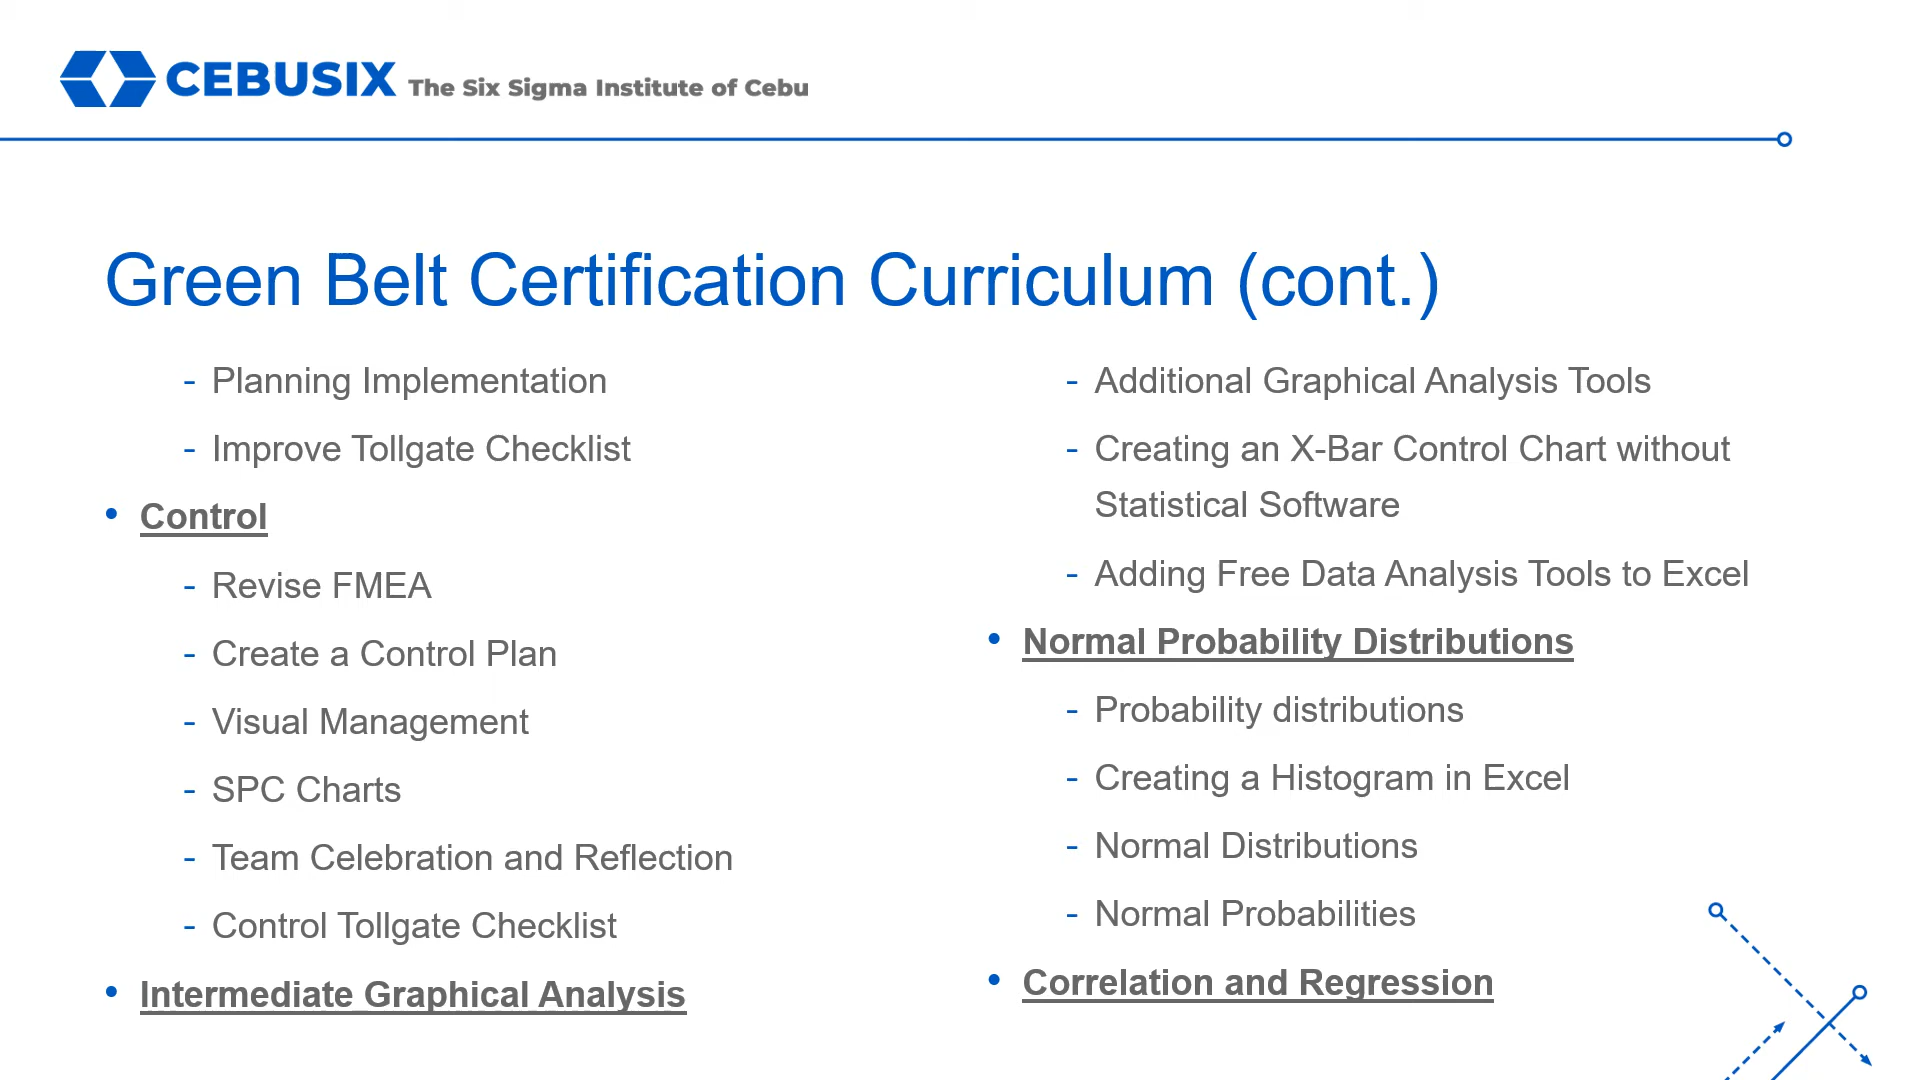 CEBUSIX The Six Sigma Institute of Cebu
Green Belt Certification Curriculum (cont.)
- Planning Implementation
- Improve Tollgate Checklist
• Control
- Revise FMEA
- Create a Control Plan
- Visual Management
- SPC Charts
- Team Celebration and Reflection
- Control Tollgate Checklist
• Intermediate Graphical Analysis
- Additional Graphical Analysis Tools
- Creating an X-Bar Control Chart without
Statistical Software
- Adding Free Data Analysis Tools to Excel
• Normal Probability Distributions
- Probability distributions
- Creating a Histogram in Excel
- Normal Distributions
- Normal Probabilities
• Correlation and Regression